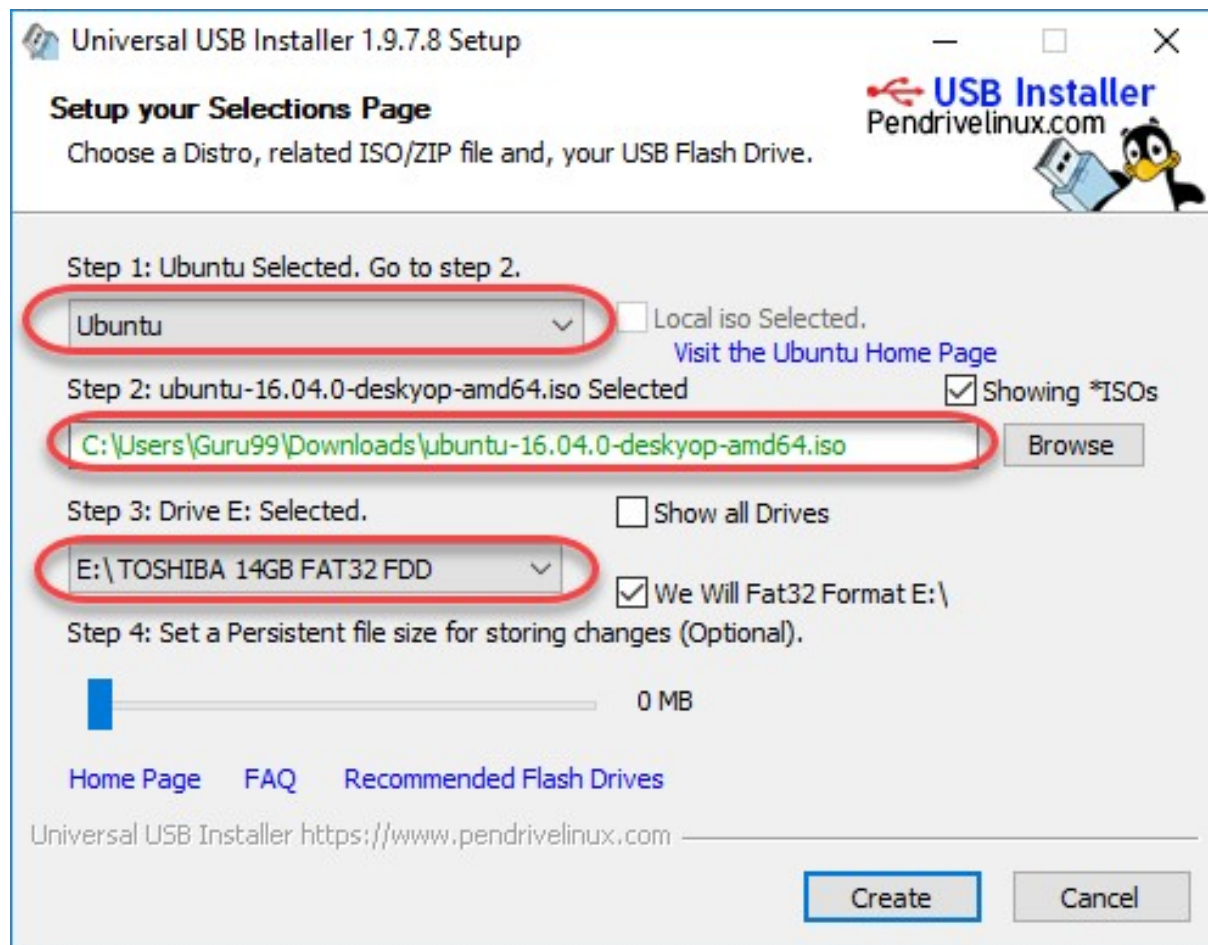 Universal USB Installer 1.9.7.8 Setup
Setup your Selections Page
Choose a Distro, related ISO/ZIP file and, your USB Flash Drive.
USB Installer
Pendrivelinux.com
Step 1: Ubuntu Selected. Go to step 2.
Ubuntu
Local iso Selected.
Visit the Ubuntu Home Page
Step 2: ubuntu-16.04.0-deskyop-amd64.iso Selected
Showing *ISOs
C:\Users\Guru99\Downloads\ubuntu-16.04.0-deskyop-amd64.iso
Browse
Step 3: Drive E: Selected.
Show all Drives
E:\ TOSHIBA 14GB FAT32 FDD
We Will Fat32 Format E:\
Step 4: Set a Persistent file size for storing changes (Optional).
0 MB
Home Page FAQ Recommended Flash Drives
Universal USB Installer https://www.pendrivelinux.com
Create Cancel